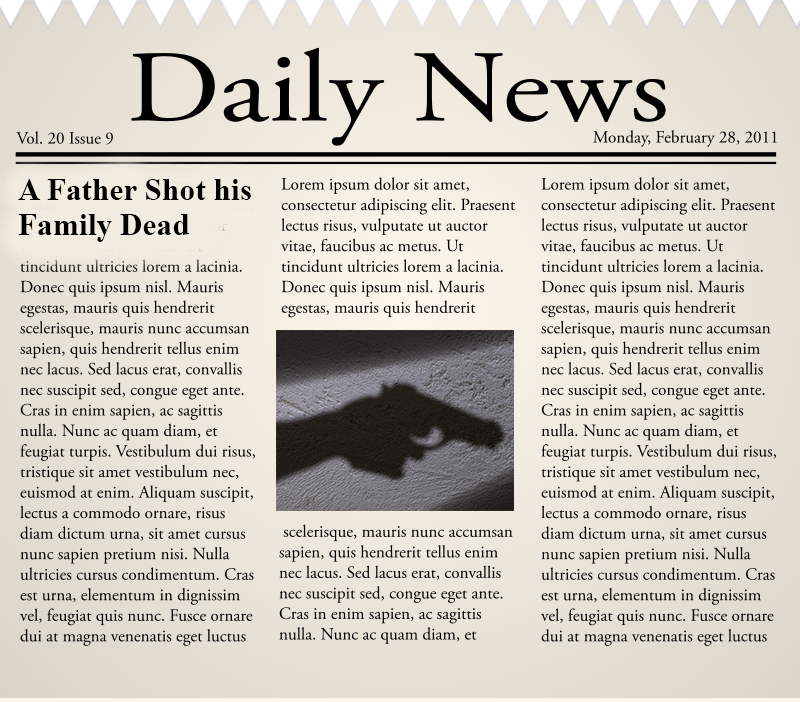 Daily News
Vol. 20 Issue 9
Monday, February 28, 2011
A Father Shot his
Family Dead
tincidunt ultricies lorem a lacinia.
Donec quis ipsum nisl. Mauris
egestas, mauris quis hendrerit
scelerisque, mauris nunc accumsan
sapien, quis hendrerit tellus enim
nec lacus. Sed lacus erat, convallis
nec suscipit sed, congue eget ante.
Cras in enim sapien, ac sagittis
nulla. Nunc ac quam diam, et
feugiat turpis. Vestibulum dui risus,
tristique sit amet vestibulum nec,
euismod at enim. Aliquam suscipit,
lectus a commodo ornare, risus
diam dictum urna, sit amet cursus
nunc sapien pretium nisi. Nulla
ultricies cursus condimentum. Cras
est urna, elementum in dignissim
vel, feugiat quis nunc. Fusce ornare
dui at magna venenatis eget luctus
Lorem ipsum dolor sit amet,
consectetur adipiscing elit. Praesent
lectus risus, vulputate ut auctor
vitae, faucibus ac metus. Ut
tincidunt ultricies lorem a lacinia.
Donec quis ipsum nisl. Mauris
egestas, mauris quis hendrerit
scelerisque, mauris nunc accumsan
sapien, quis hendrerit tellus enim
nec lacus. Sed lacus erat, convallis
nec suscipit sed, congue eget ante.
Cras in enim sapien, ac sagittis
nulla. Nunc ac quam diam, et
Lorem ipsum dolor sit amet,
consectetur adipiscing elit. Praesent
lectus risus, vulputate ut auctor
vitae, faucibus ac metus. Ut
tincidunt ultricies lorem a lacinia.
Donec quis ipsum nisl. Mauris
egestas, mauris quis hendrerit
scelerisque, mauris nunc accumsan
sapien, quis hendrerit tellus enim
nec lacus. Sed lacus erat, convallis
nec suscipit sed, congue eget ante.
Cras in enim sapien, ac sagittis
nulla. Nunc ac quam diam, et
feugiat turpis. Vestibulum dui risus,
tristique sit amet vestibulum nec,
euismod at enim. Aliquam suscipit,
lectus a commodo ornare, risus
diam dictum urna, sit amet cursus
nunc sapien pretium nisi. Nulla
ultricies cursus condimentum. Cras
est urna, elementum in dignissim
vel, feugiat quis nunc. Fusce ornare
dui at magna venenatis eget luctus